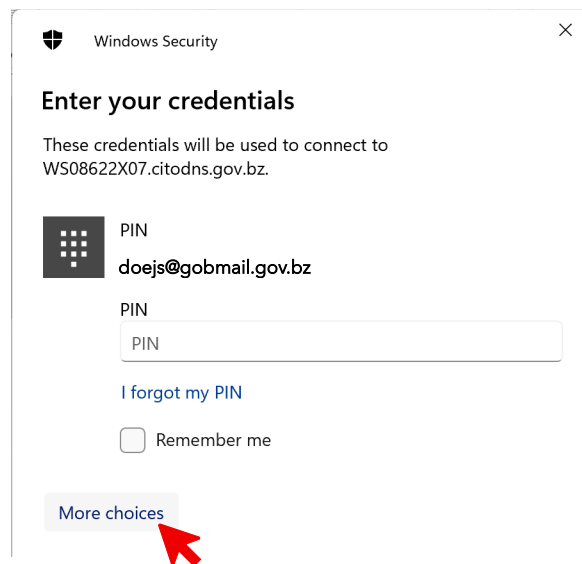 Windows Security
Enter your credentials
These credentials will be used to connect to
WS08622X07.citodns.gov.bz.
PIN
doejs@gobmail.gov.bz
PIN
PIN
I forgot my PIN
Remember me
More choices